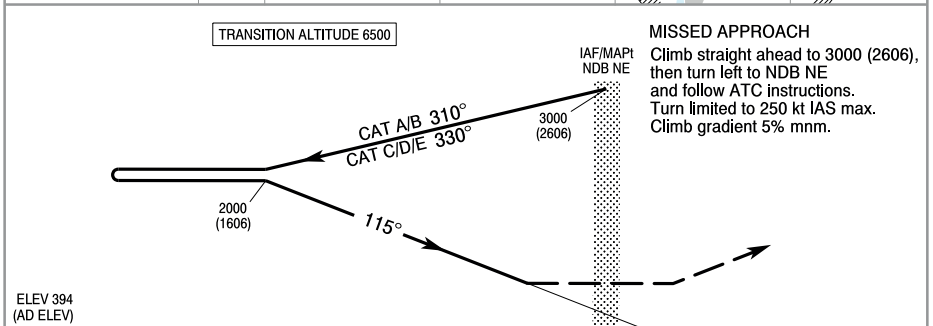 TRANSITION ALTITUDE 6500
MISSED APPROACH
Climb straight ahead to 3000 (2606),
then turn left to NDB NE
and follow ATC instructions.
Turn limited to 250 kt IAS max.
Climb gradient 5% mnm.
IAF/MAPt
NDB NE
CAT A/B 310°
CAT C/D/E 330°
3000
(2606)
2000
(1606)
115°
ELEV 394
(AD ELEV)